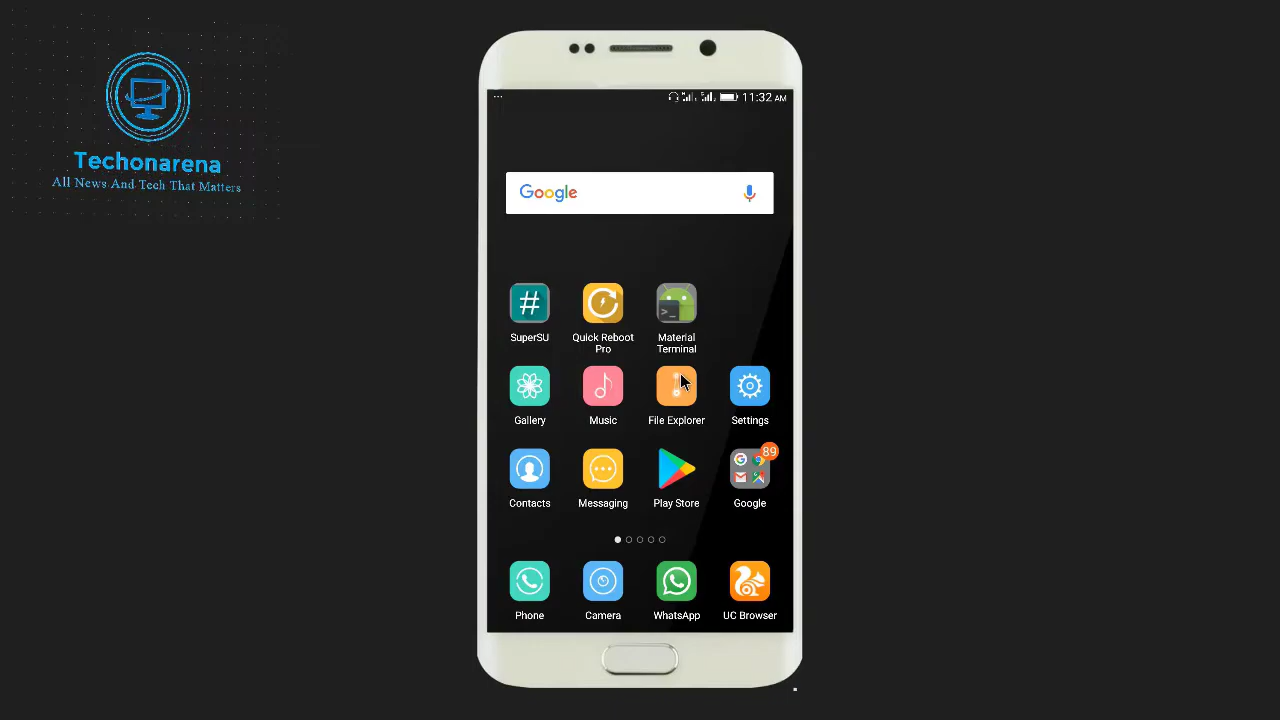 Techonarena
All News And Tech That Matters
11:32 AM
Google
#
>_
SuperSU
Quick Reboot
Pro
Material
Terminal
Gallery
Music
File Explorer
Settings
89
Contacts
Messaging
Play Store
Google
Phone
Camera
WhatsApp
UC Browser